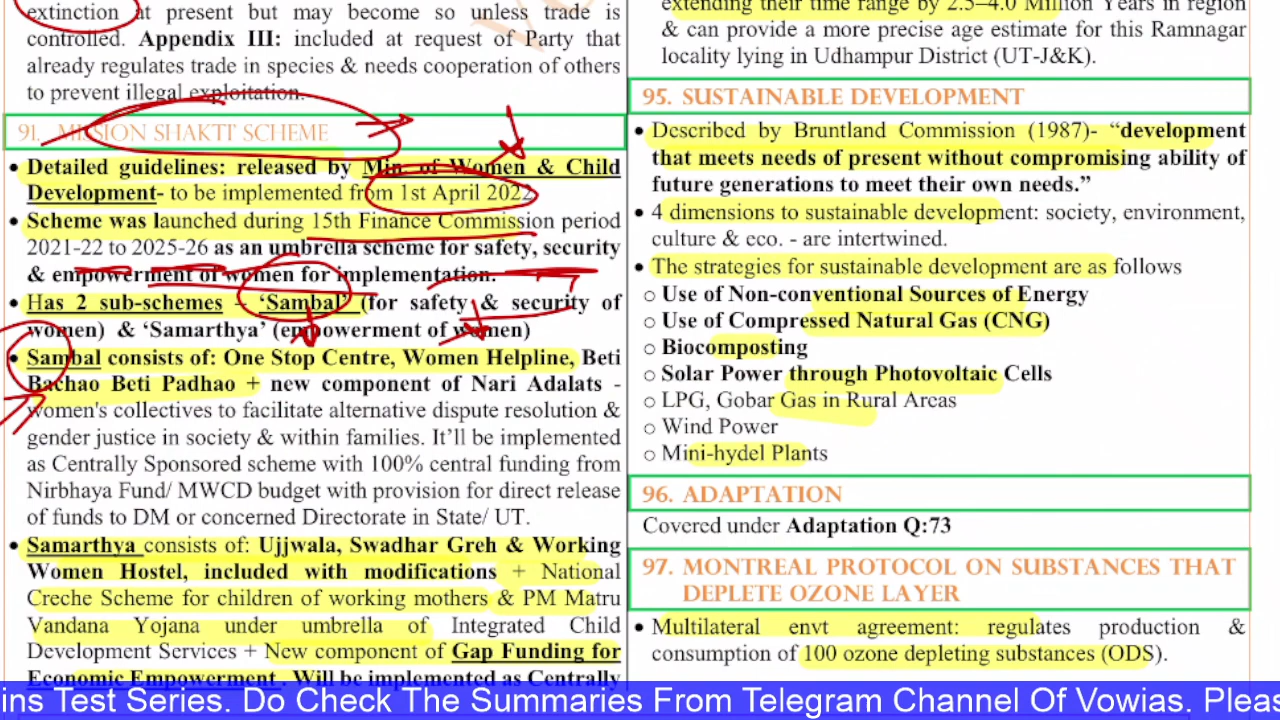 extinction at present but may become so unless trade is
controlled. Appendix III: included at request of Party that
already regulates trade in species & needs cooperation of others
to prevent illegal exploitation.
91. MISSION SHAKTI SCHEME
• Detailed guidelines: released by Min. of Women & Child
Development- to be implemented from 1st April 2022
• Scheme was launched during 15th Finance Commission period
2021-22 to 2025-26 as an umbrella scheme for safety, security
& empowerment of women for implementation.
• Has 2 sub-schemes – ‘Sambal’ (for safety & security of
women) & ‘Samarthya’ (empowerment of women)
• Sambal consists of: One Stop Centre, Women Helpline, Beti
Bachao Beti Padhao + new component of Nari Adalats -
women's collectives to facilitate alternative dispute resolution &
gender justice in society & within families. It’ll be implemented
as Centrally Sponsored scheme with 100% central funding from
Nirbhaya Fund/ MWCD budget with provision for direct release
of funds to DM or concerned Directorate in State/ UT.
• Samarthya consists of: Ujjwala, Swadhar Greh & Working
Women Hostel, included with modifications + National
Creche Scheme for children of working mothers & PM Matru
Vandana Yojana under umbrella of Integrated Child
Development Services + New component of Gap Funding for
Economic Empowerment. Will be implemented as Centrally
extending their time range by 2.5–4.0 Million Years in region
& can provide a more precise age estimate for this Ramnagar
locality lying in Udhampur District (UT-J&K).
95. SUSTAINABLE DEVELOPMENT
• Described by Bruntland Commission (1987)- “development
that meets needs of present without compromising ability of
future generations to meet their own needs.”
• 4 dimensions to sustainable development: society, environment,
culture & eco. - are intertwined.
• The strategies for sustainable development are as follows
o Use of Non-conventional Sources of Energy
o Use of Compressed Natural Gas (CNG)
o Biocomposting
o Solar Power through Photovoltaic Cells
o LPG, Gobar Gas in Rural Areas
o Wind Power
o Mini-hydel Plants
96. ADAPTATION
Covered under Adaptation Q:73
97. MONTREAL PROTOCOL ON SUBSTANCES THAT
DEPLETE OZONE LAYER
• Multilateral envt agreement: regulates production &
consumption of 100 ozone depleting substances (ODS).
ins Test Series. Do Check The Summaries From Telegram Channel Of Vowias. Pleas